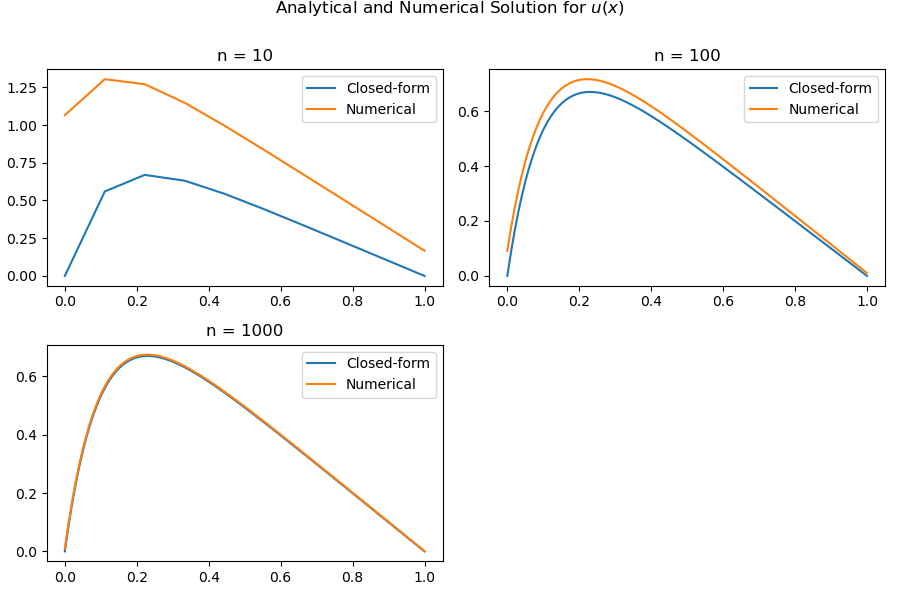 Analytical and Numerical Solution for u(x)
n = 10
1.25
1.00
0.75
0.50
0.25
0.00
Closed-form
Numerical
0.0 0.2 0.4 0.6 0.8 1.0
n = 100
0.6
0.4
0.2
0.0
Closed-form
Numerical
0.0 0.2 0.4 0.6 0.8 1.0
n = 1000
0.6
0.4
0.2
0.0
Closed-form
Numerical
0.0 0.2 0.4 0.6 0.8 1.0